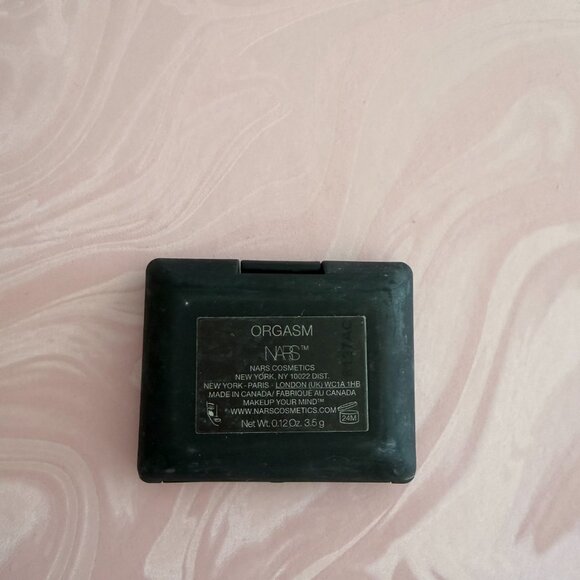 ORGASM
NARS™
NARS COSMETICS
NEW YORK, NY 10022 DIST.
NEW YORK - PARIS - LONDON (UK) WC1A 1HB
MADE IN CANADA/ FABRIQUE AU CANADA
MAKEUP YOUR MIND™
WWW.NARSCOSMETICS.COM
24M
Net Wt. 0.12 Oz. 3.5 g